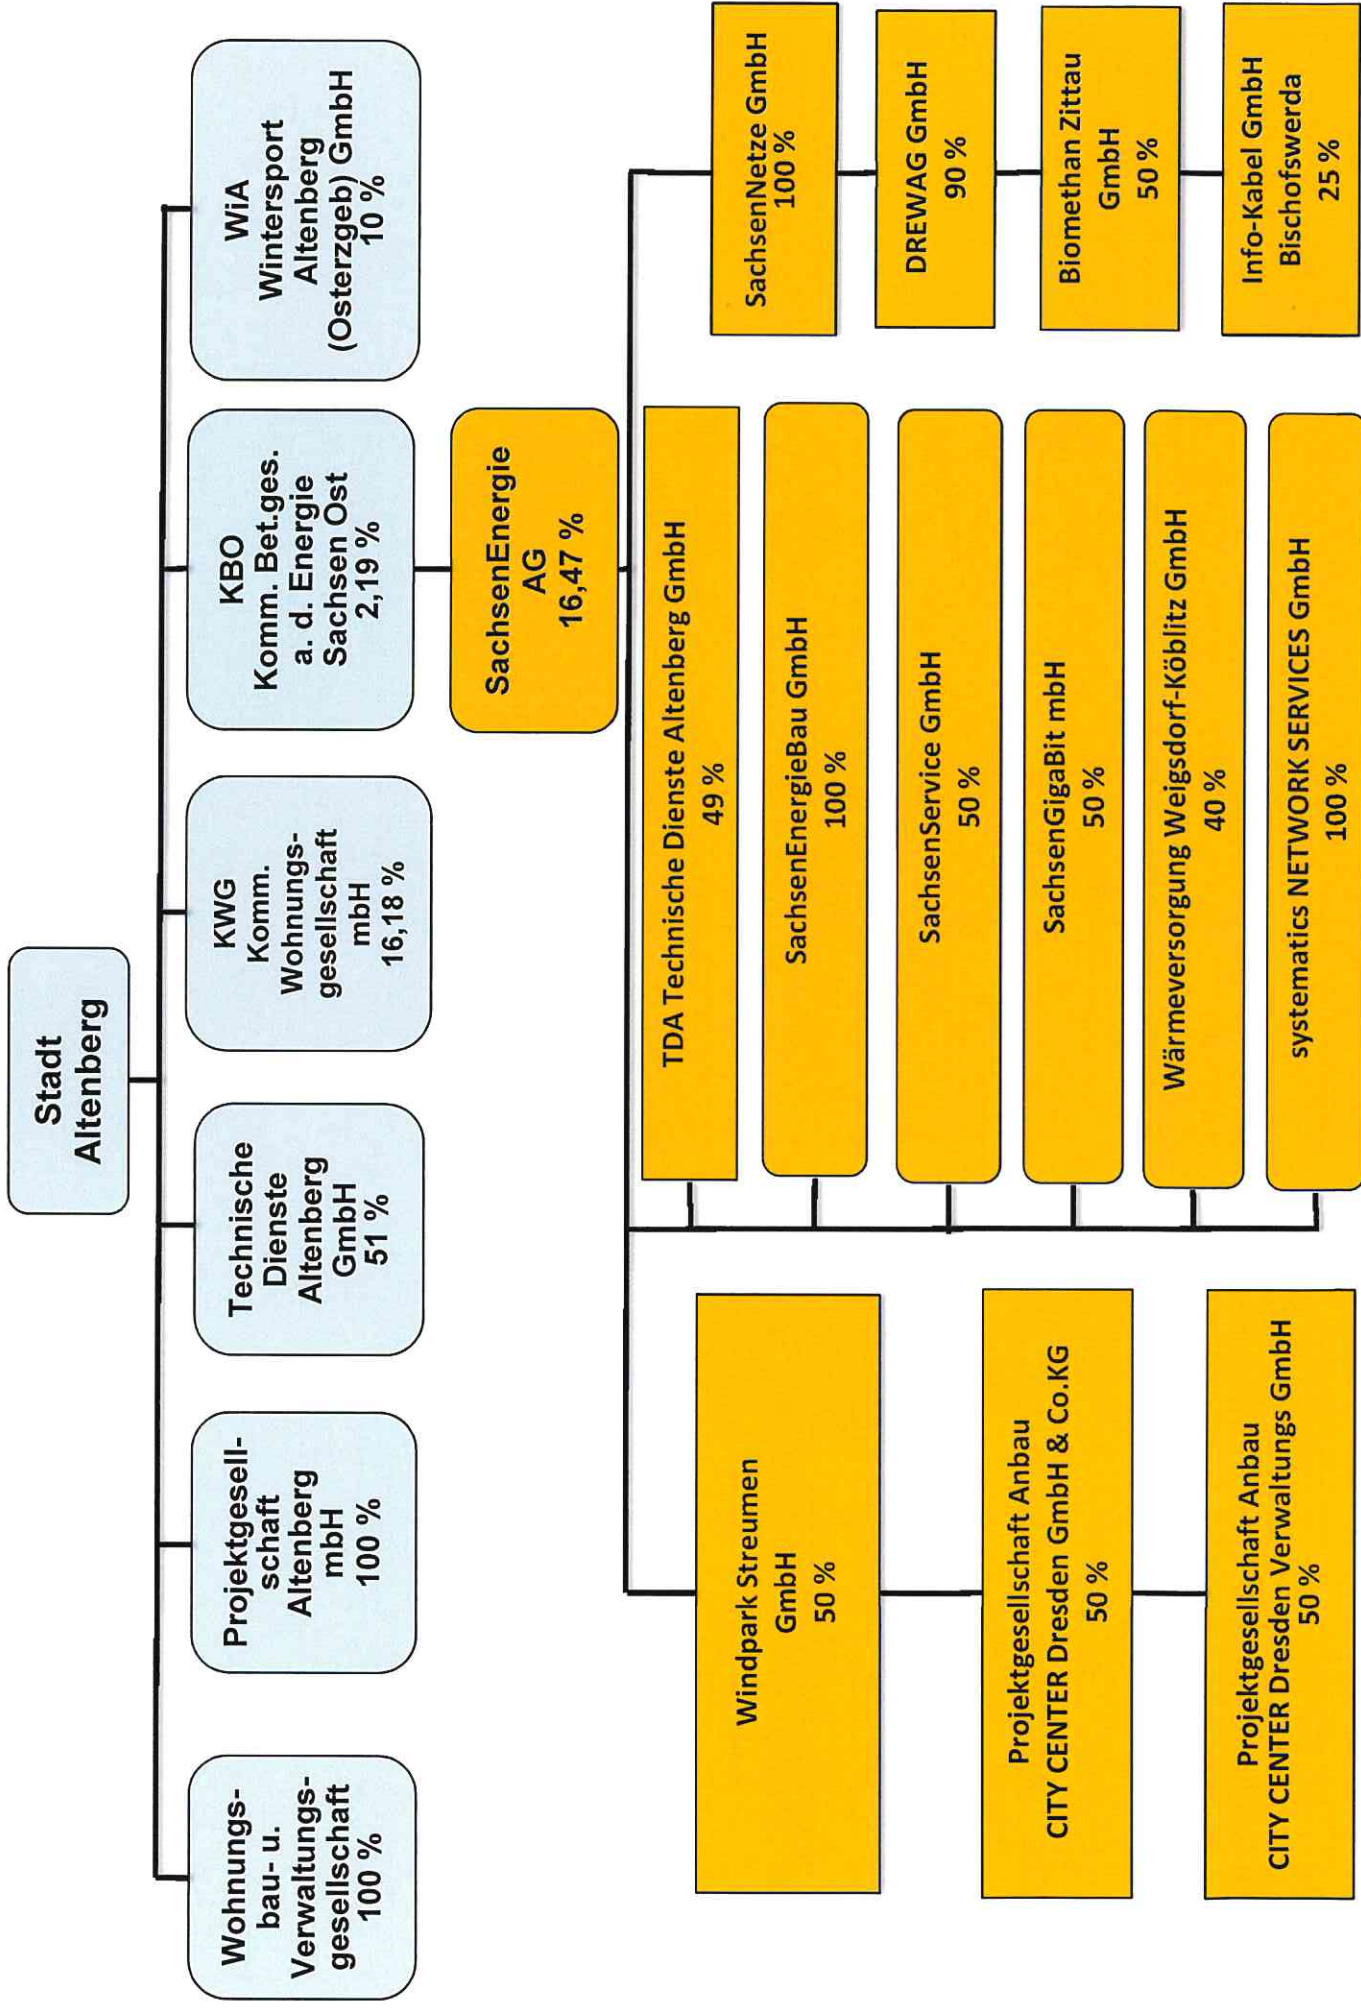 Stadt
Altenberg
Wohnungs-
bau- u.
Verwaltungs-
gesellschaft
100 %
Projektgesell-
schaft
Altenberg
mbH
100 %
Technische
Dienste
Altenberg
GmbH
51 %
KWG
Komm.
Wohnungs-
gesellschaft
mbH
16,18 %
KBO
Komm. Bet.ges.
a. d. Energie
Sachsen Ost
2,19 %
WiA
Wintersport
Altenberg
(Osterzgeb) GmbH
10 %
SachsenEnergie
AG
16,47 %
Windpark Streumen
GmbH
50 %
Projektgesellschaft Anbau
CITY CENTER Dresden GmbH & Co.KG
50 %
Projektgesellschaft Anbau
CITY CENTER Dresden Verwaltungs GmbH
50 %
TDA Technische Dienste Altenberg GmbH
49 %
SachsenEnergieBau GmbH
100 %
SachsenService GmbH
50 %
SachsenGigaBit mbH
50 %
Wärmeversorgung Weigsdorf-Köblitz GmbH
40 %
systematics NETWORK SERVICES GmbH
100 %
SachsenNetze GmbH
100 %
DREWAG GmbH
90 %
Biomethan Zittau
GmbH
50 %
Info-Kabel GmbH
Bischofswerda
25 %